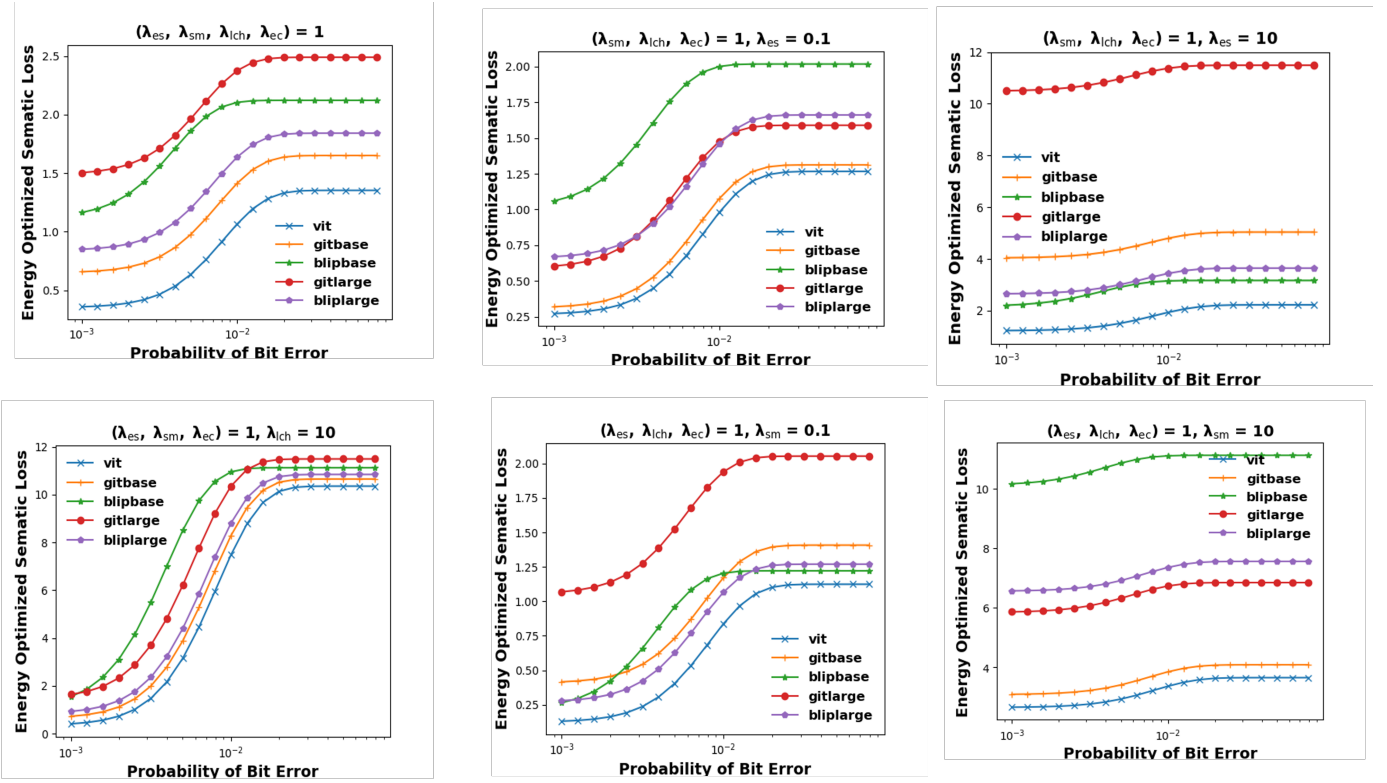 (λes, λsm, λlch, λec) = 1
Energy Optimized Sematic Loss
2.5
2.0
1.5
1.0
0.5
vit
gitbase
blipbase
gitlarge
bliplarge
10−3
10−2
Probability of Bit Error
(λsm, λlch, λec) = 1, λes = 0.1
Energy Optimized Sematic Loss
2.00
1.75
1.50
1.25
1.00
0.75
0.50
0.25
vit
gitbase
blipbase
gitlarge
bliplarge
10−3
10−2
Probability of Bit Error
(λsm, λlch, λec) = 1, λes = 10
Energy Optimized Sematic Loss
12
10
8
6
4
2
vit
gitbase
blipbase
gitlarge
bliplarge
10−3
10−2
Probability of Bit Error
(λes, λsm, λec) = 1, λlch = 10
Energy Optimized Sematic Loss
12
10
8
6
4
2
0
vit
gitbase
blipbase
gitlarge
bliplarge
10−3
10−2
Probability of Bit Error
(λes, λlch, λec) = 1, λsm = 0.1
Energy Optimized Sematic Loss
2.00
1.75
1.50
1.25
1.00
0.75
0.50
0.25
vit
gitbase
blipbase
gitlarge
bliplarge
10−3
10−2
Probability of Bit Error
(λes, λlch, λec) = 1, λsm = 10
Energy Optimized Sematic Loss
10
8
6
4
vit
gitbase
blipbase
gitlarge
bliplarge
10−3
10−2
Probability of Bit Error